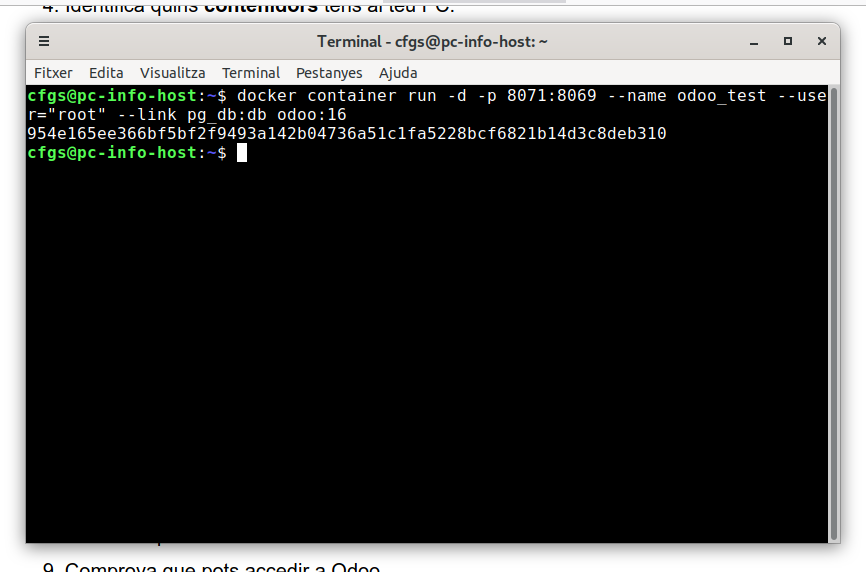 4. Identifica quins contenidors tens al teu PC.
Terminal - cfgs@pc-info-host: ~
Fitxer Edita Visualitza Terminal Pestanyes Ajuda
cfgs@pc-info-host:~$ docker container run -d -p 8071:8069 --name odoo_test --use
r="root" --link pg_db:db odoo:16
954e165ee366bf5bf2f9493a142b04736a51c1fa5228bcf6821b14d3c8deb310
cfgs@pc-info-host:~$
9. Comprova que pots accedir a Odoo